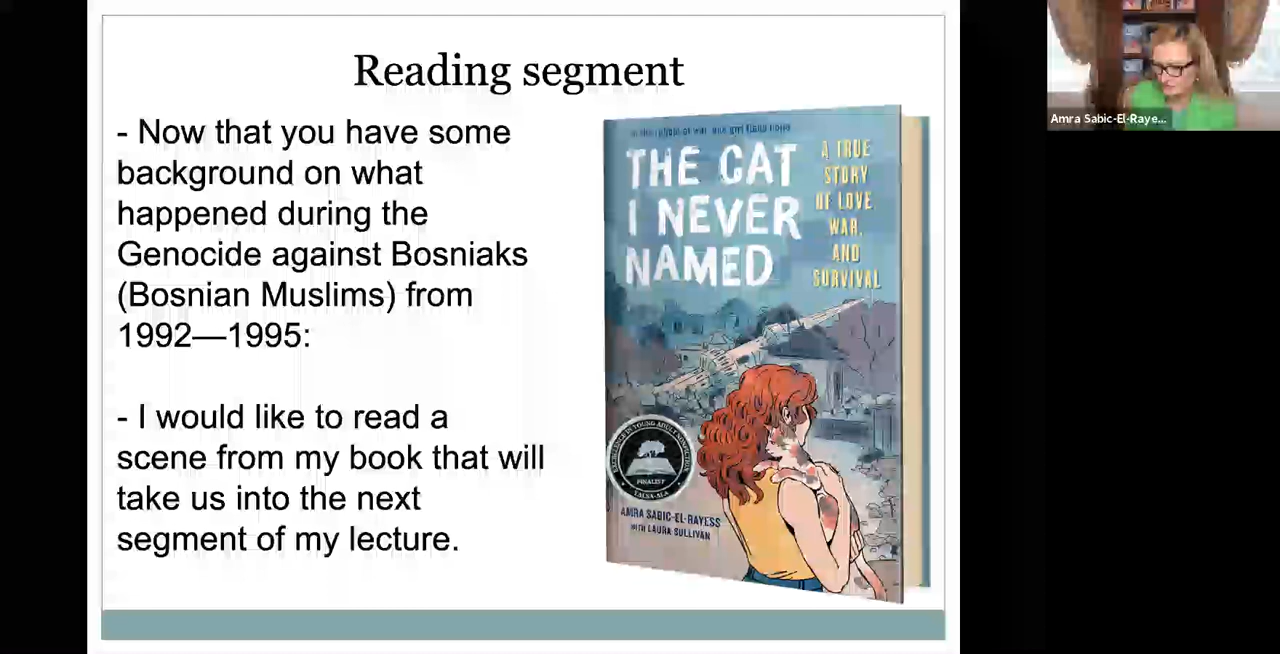 Reading segment
- Now that you have some
background on what
happened during the
Genocide against Bosniaks
(Bosnian Muslims) from
1992—1995:
- I would like to read a
scene from my book that will
take us into the next
segment of my lecture.
THE CAT
I NEVER
NAMED
A TRUE
STORY
OF LOVE,
WAR,
AND
SURVIVAL
FINALIST
YALSA-ALA
AMRA SABIC-EL-RAYESS
WITH LAURA SULLIVAN
Amra Sabic-El-Raye...